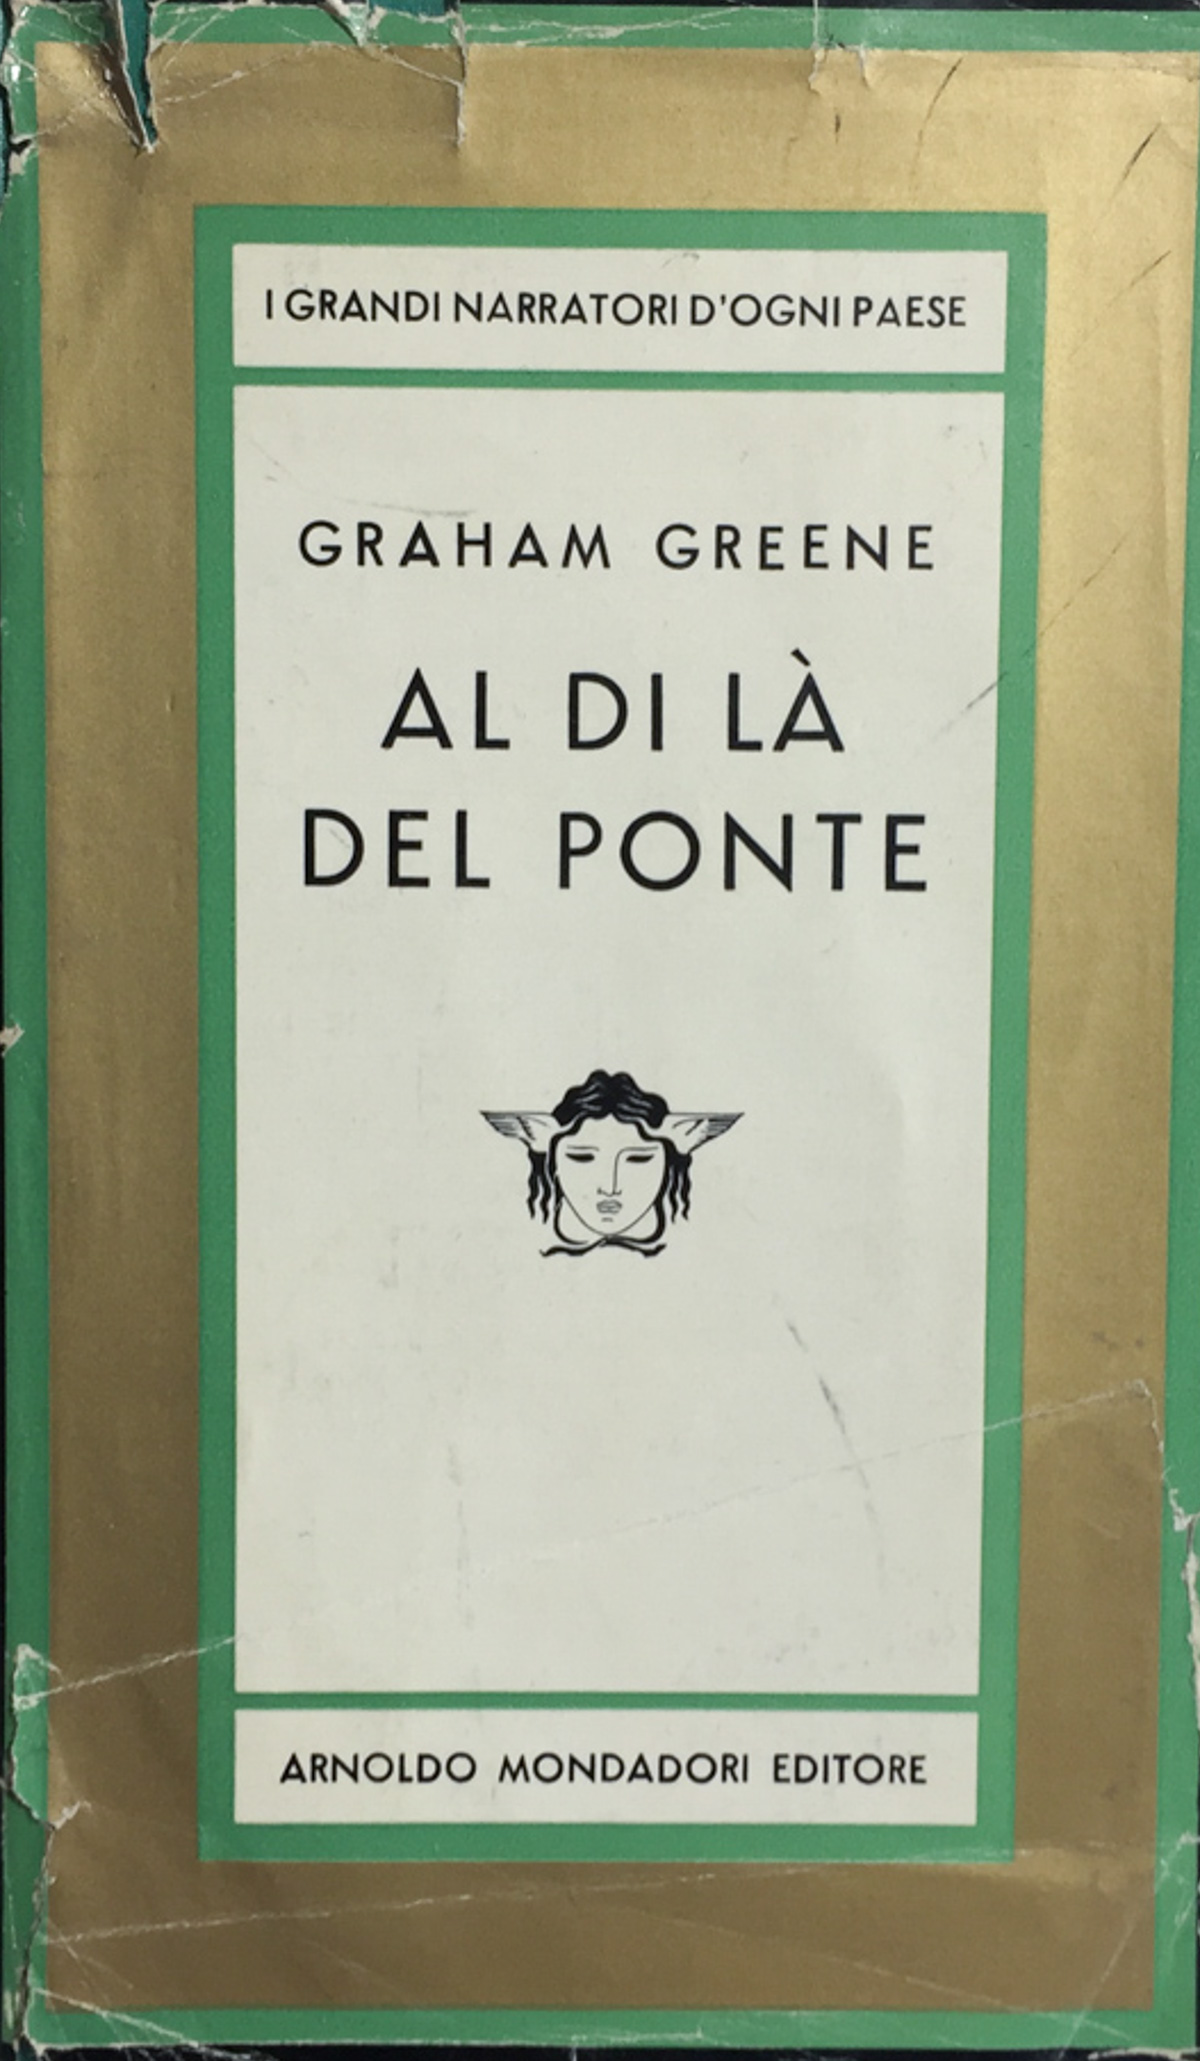 I GRANDI NARRATORI D'OGNI PAESE
GRAHAM GREENE
AL DI LÀ
DEL PONTE
ARNOLDO MONDADORI EDITORE